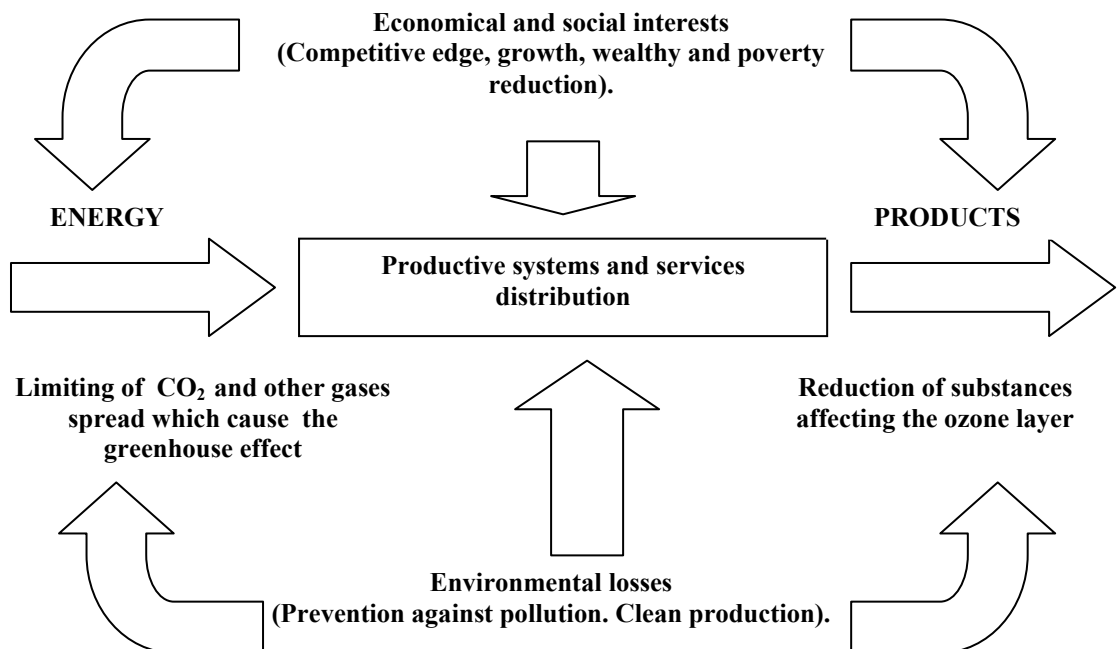 Economical and social interests
(Competitive edge, growth, wealthy and poverty
reduction).
ENERGY
PRODUCTS
Productive systems and services
distribution
Limiting of CO₂ and other gases
spread which cause the
greenhouse effect
Reduction of substances
affecting the ozone layer
Environmental losses
(Prevention against pollution. Clean production).